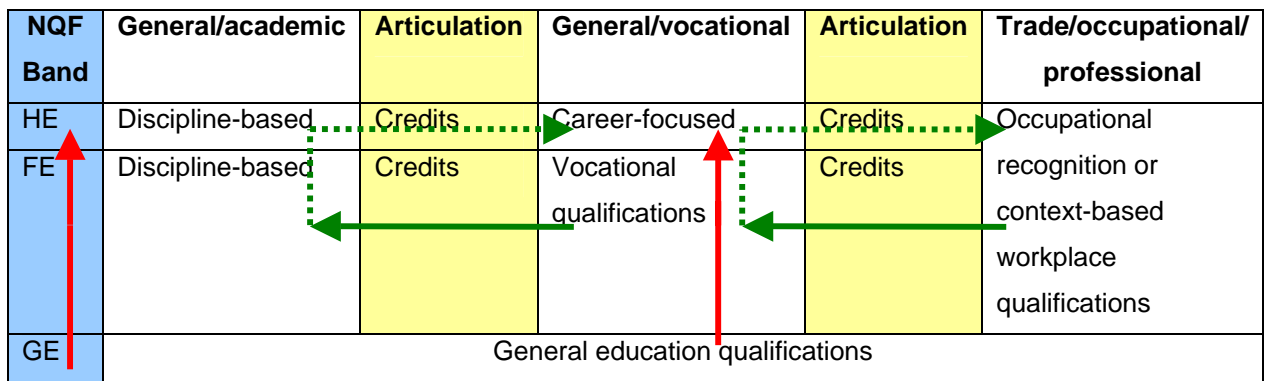 NQF Band
General/academic
Articulation
General/vocational
Articulation
Trade/occupational/
professional
HE
Discipline-based
Credits
Career-focused
Credits
Occupational
recognition or
context-based
workplace
qualifications
FE
Discipline-based
Credits
Vocational
qualifications
Credits
GE
General education qualifications